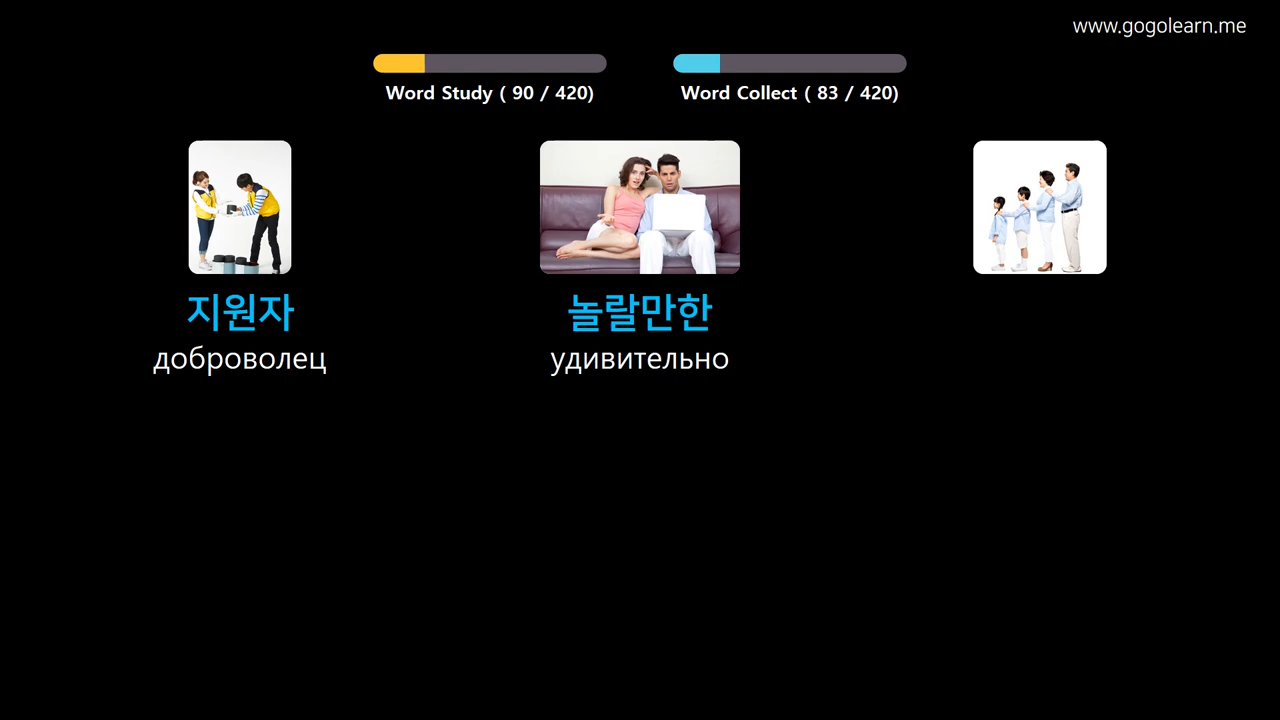 www.gogolearn.me
Word Study ( 90 / 420)
Word Collect ( 83 / 420)
지원자
доброволец
놀랄만한
удивительно